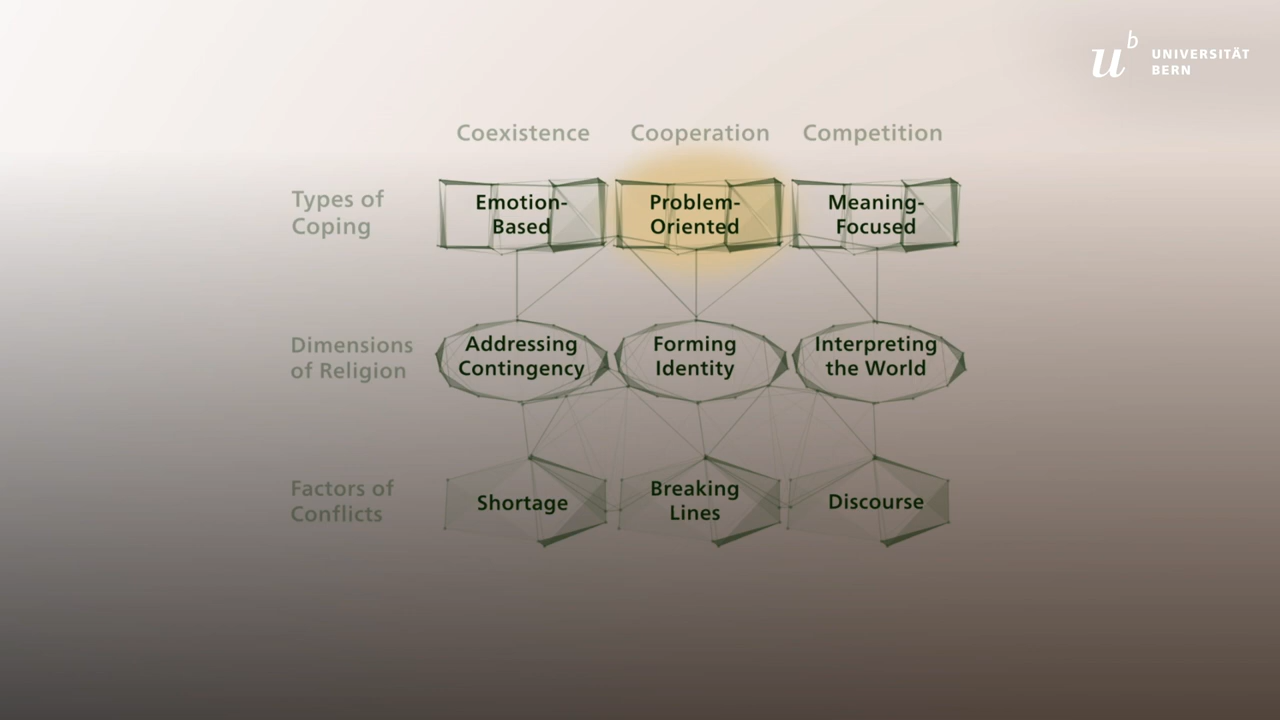 u b UNIVERSITÄT
BERN
Coexistence Cooperation Competition
Types of
Coping
Emotion-
Based
Problem-
Oriented
Meaning-
Focused
Dimensions
of Religion
Addressing
Contingency
Forming
Identity
Interpreting
the World
Factors of
Conflicts
Shortage
Breaking
Lines
Discourse